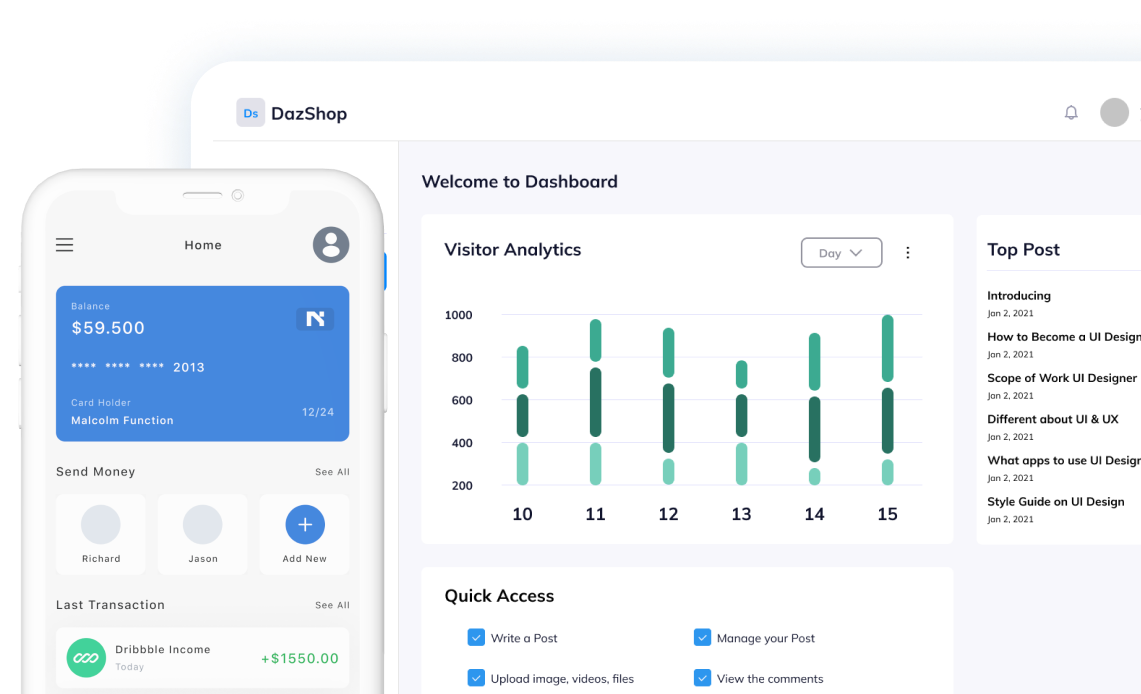 Ds DazShop
Welcome to Dashboard
Visitor Analytics
Day
1000
800
600
400
200
10 11 12 13 14 15
Top Post
Introducing
Jan 2, 2021
How to Become a UI Design
Jan 2, 2021
Scope of Work UI Designer
Jan 2, 2021
Different about UI & UX
Jan 2, 2021
What apps to use UI Design
Jan 2, 2021
Style Guide on UI Design
Jan 2, 2021
Quick Access
Write a Post
Manage your Post
Upload image, videos, files
View the comments
Home
Balance
$59.500
**** **** **** 2013
Card Holder
Malcolm Function
12/24
Send Money See All
Richard
Jason
Add New
Last Transaction See All
Dribbble Income
Today
+$1550.00